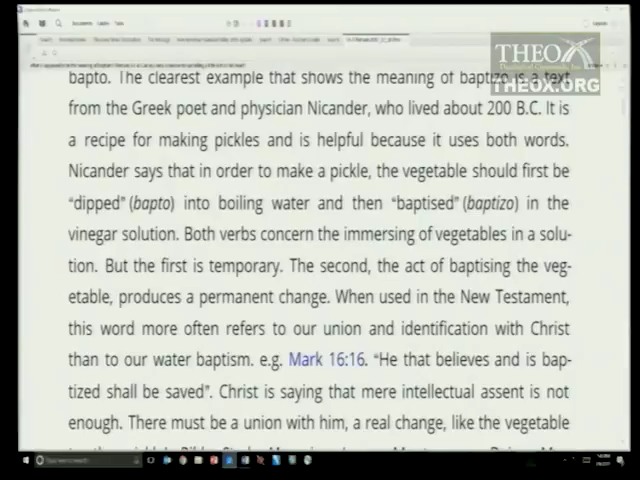 THEOX
THEOX.ORG
bapto. The clearest example that shows the meaning of baptizo is a text
from the Greek poet and physician Nicander, who lived about 200 B.C. It is
a recipe for making pickles and is helpful because it uses both words.
Nicander says that in order to make a pickle, the vegetable should first be
“dipped” (bapto) into boiling water and then “baptised” (baptizo) in the
vinegar solution. Both verbs concern the immersing of vegetables in a solu-
tion. But the first is temporary. The second, the act of baptising the veg-
etable, produces a permanent change. When used in the New Testament,
this word more often refers to our union and identification with Christ
than to our water baptism. e.g. Mark 16:16. “He that believes and is bap-
tized shall be saved”. Christ is saying that mere intellectual assent is not
enough. There must be a union with him, a real change, like the vegetable